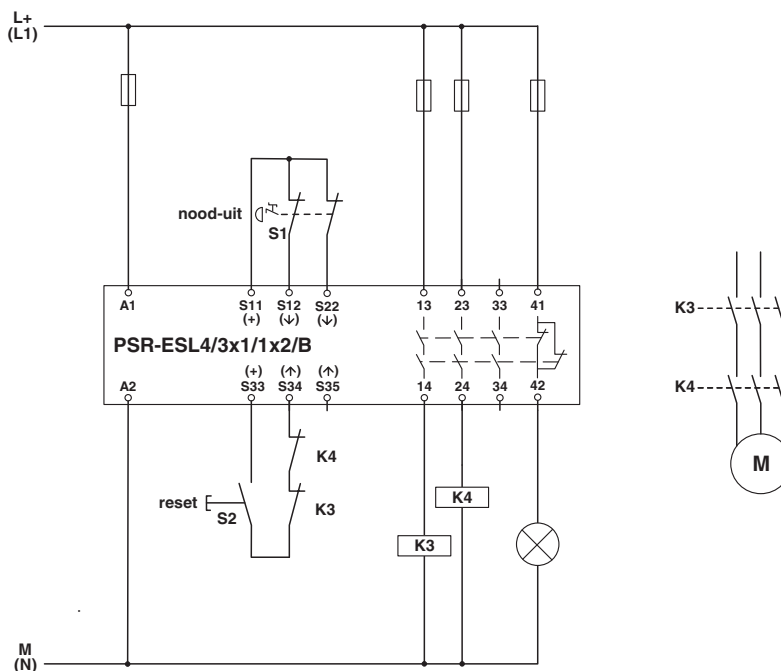 L+
(L1)
nood-uit
S1
A1 S11 S12 S22 13 23 33 41
(+) (↓) (↓)
PSR-ESL4/3x1/1x2/B
(+) (↑) (↑)
A2 S33 S34 S35 14 24 34 42
K3
K4
M
K4
K4
reset
S2
K3
K3
M
(N)